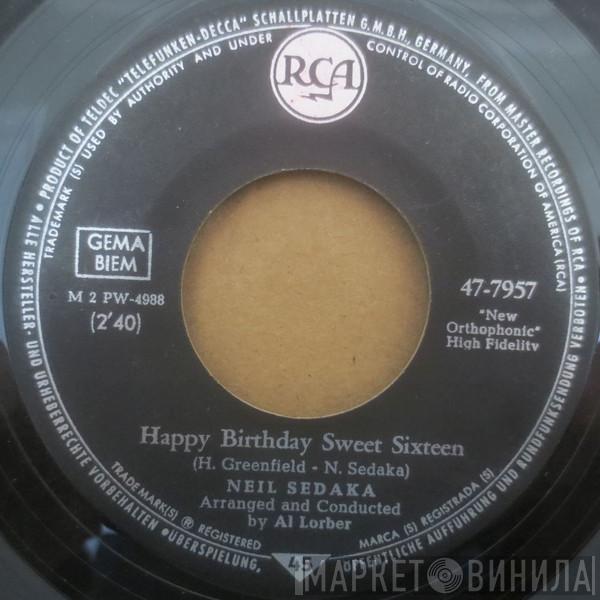 • PRODUCT OF TELDEC "TELEFUNKEN-DECCA" SCHALLPLATTEN G.M.B.H., GERMANY, FROM MASTER RECORDINGS OF RCA •
TRADEMARK (S) USED BY AUTHORITY AND UNDER CONTROL OF RADIO CORPORATION OF AMERICA (RCA)
RCA
GEMA
BIEM
M 2 PW-4988
(2'40)
47-7957
"New
Orthophonic"
High Fidelity
Happy Birthday Sweet Sixteen
(H. Greenfield - N. Sedaka)
NEIL SEDAKA
Arranged and Conducted
by Al Lorber
TRADEMARK(S) ® REGISTERED
MARCA (S) REGISTRADA (S)
45
• ALLE HERSTELLER- UND URHEBERRECHTE VORBEHALTEN • ÜBERSPIELUNG, ÖFFENTLICHE AUFFÜHRUNG UND RUNDFUNKSENDUNG VERBOTEN
МАРКЕТ ВИНИЛА